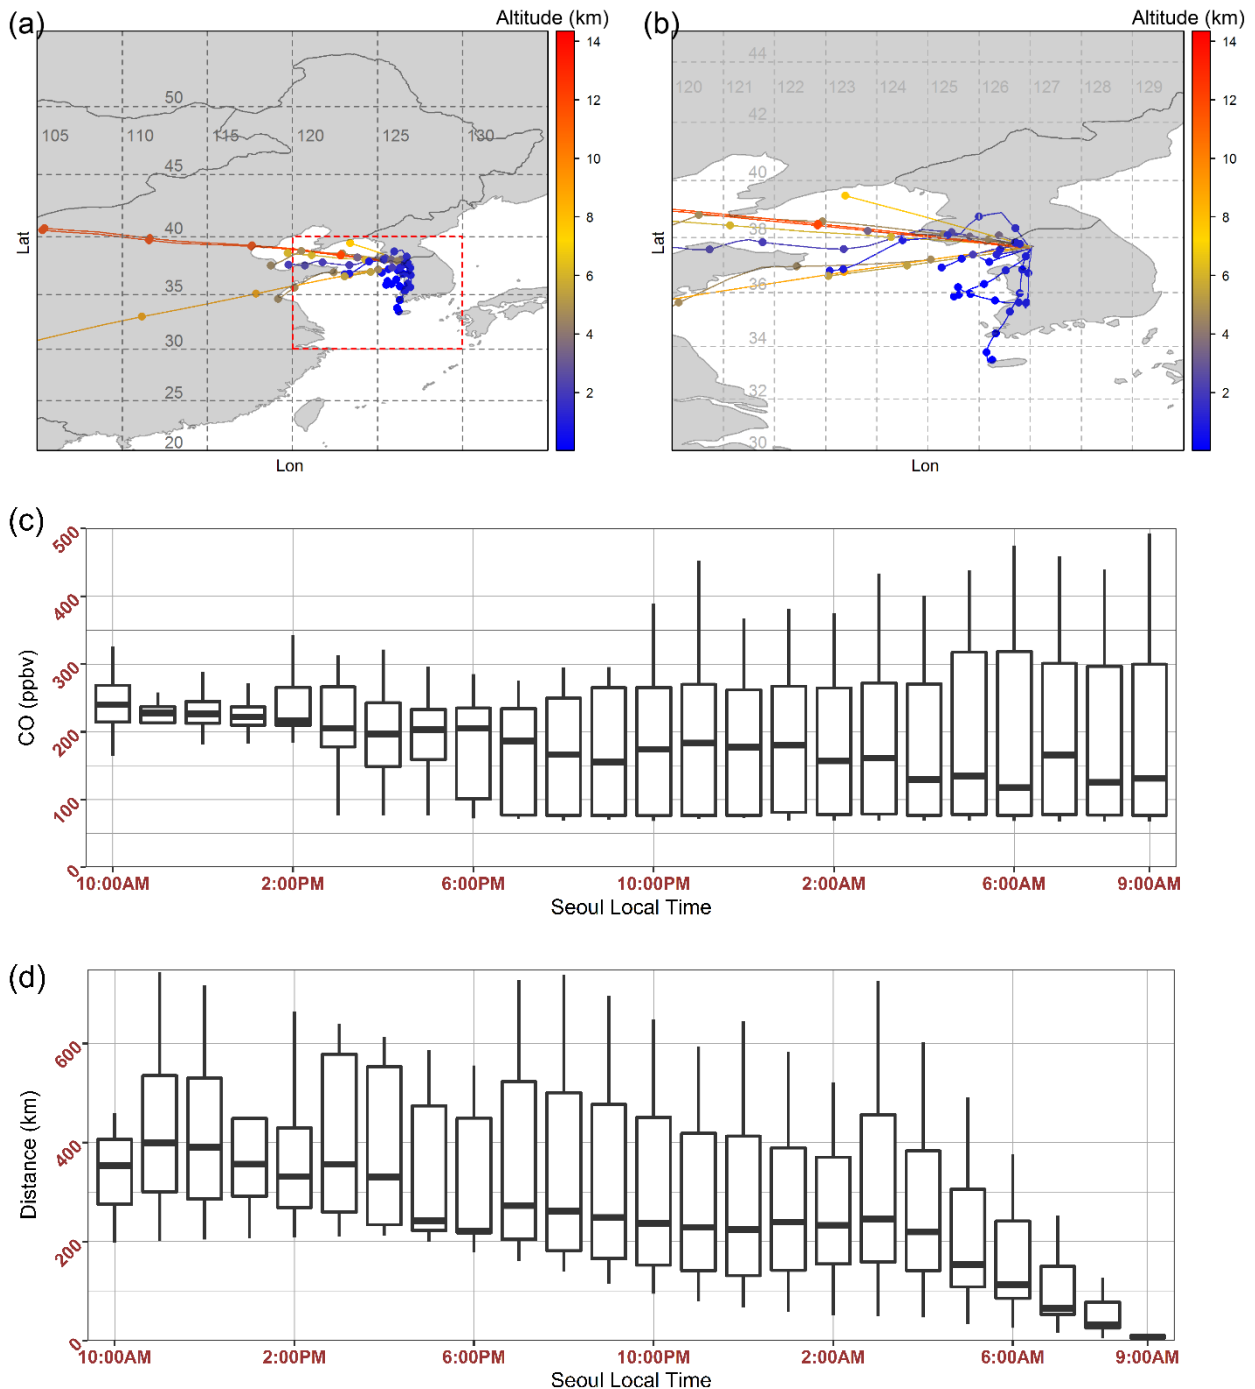 (a)
Altitude (km)
(b)
Altitude (km)
50
105 110 115 120 125 130
45
40
35
30
25
20
Lat
Lon
14
12
10
8
6
4
2
44
120 121 122 123 124 125 126 127 128 129
42
40
38
36
34
32
30
Lat
Lon
14
12
10
8
6
4
2
(c)
500
400
300
200
100
0
CO (ppbv)
10:00AM 2:00PM 6:00PM 10:00PM 2:00AM 6:00AM 9:00AM
Seoul Local Time
(d)
600
400
200
0
Distance (km)
10:00AM 2:00PM 6:00PM 10:00PM 2:00AM 6:00AM 9:00AM
Seoul Local Time